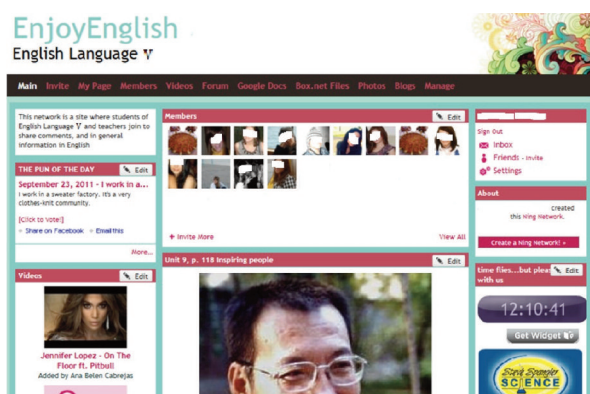 EnjoyEnglish
English Language V
Main Invite My Page Members Videos Forum Google Docs Box.net Files Photos Blogs Manage
This network is a site where students of
English Language V and teachers join to
share comments, and in general
information in English
THE PUN OF THE DAY Edit
September 23, 2011 - I work in a...
I work in a sweater factory. It's a very
clothes-knit community.
[Click to Vote!]
Share on Facebook Email this
More...
Videos Edit
Jennifer Lopez - On The
Floor ft. Pitbull
Added by Ana Belen Cabrejas
Members Edit
+ Invite More View All
Unit 9, p. 118 Inspiring people Edit
Sign Out
Inbox
Friends - Invite
Settings
About
created
this Ning Network.
Create a Ning Network! »
time flies...but pleas Edit
with us
12:10:41
Get Widget
Steve Spangler
SCIENCE